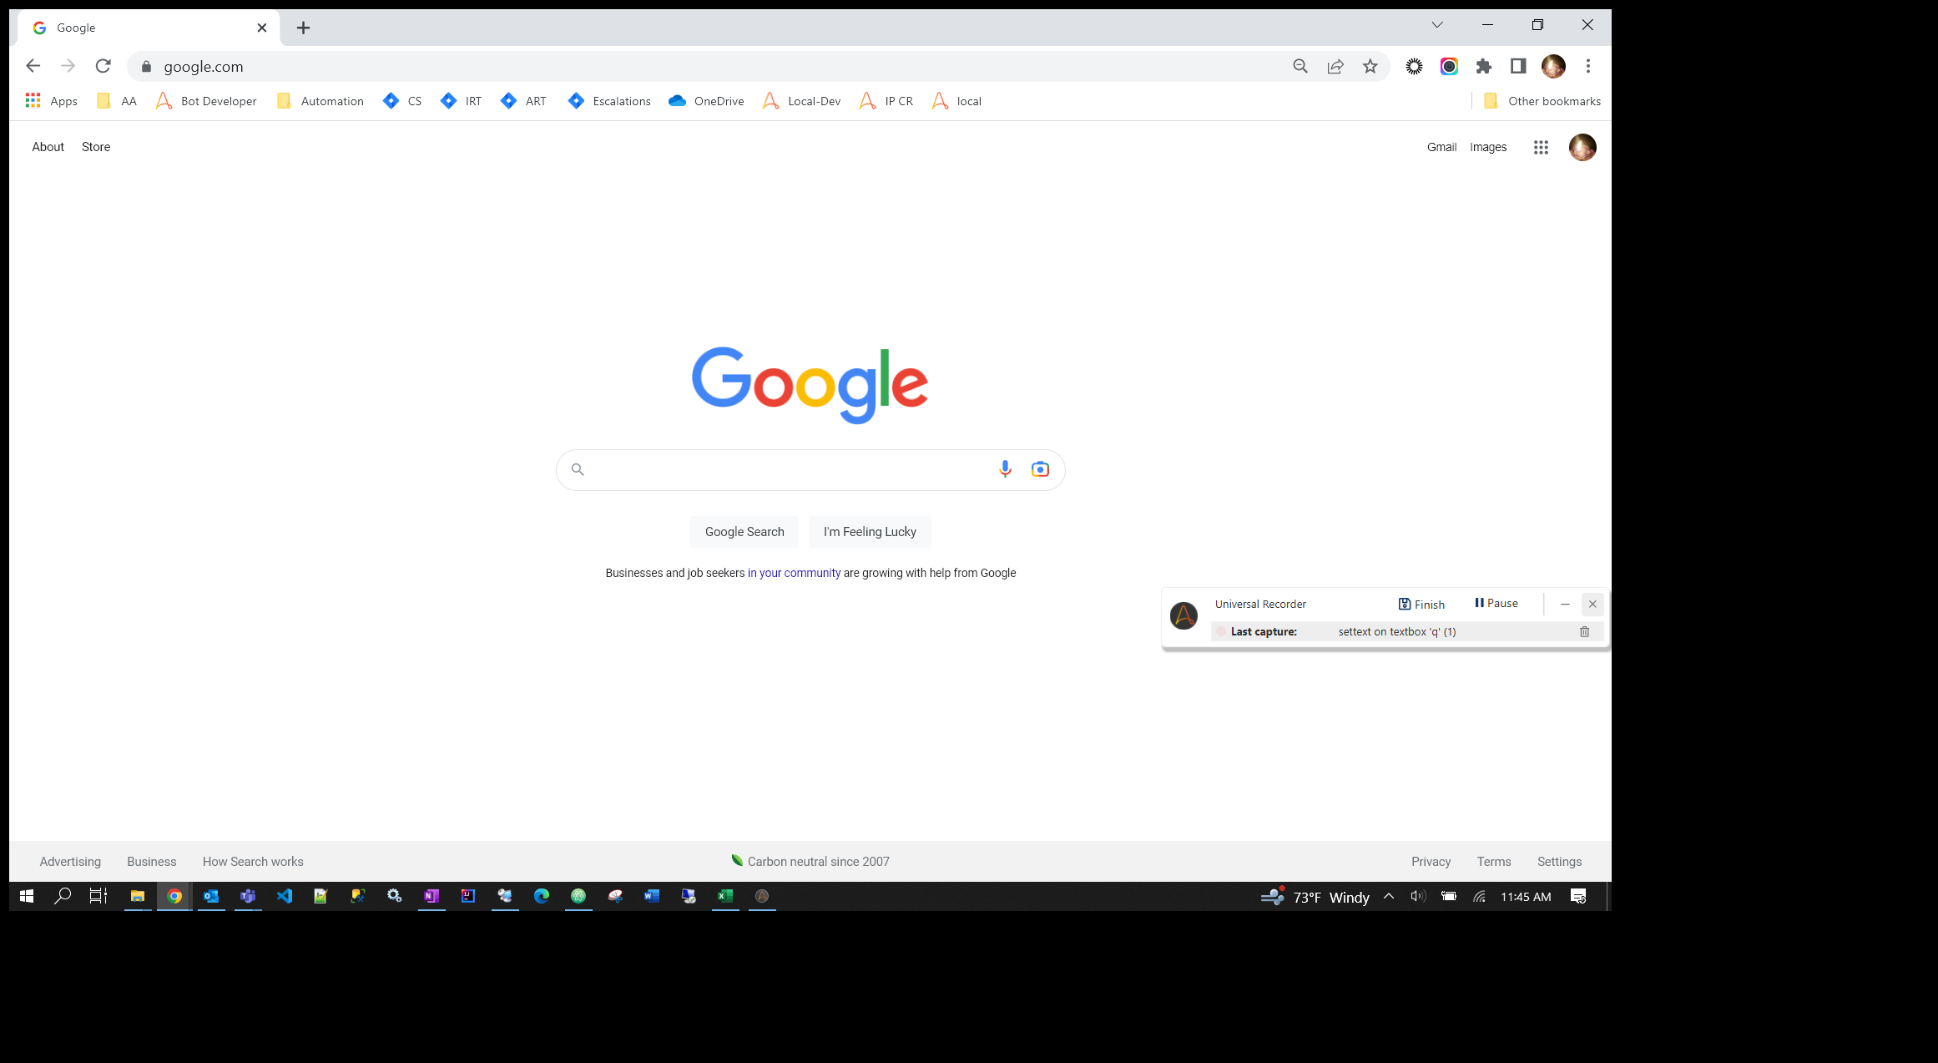 Google
google.com
Apps AA Bot Developer Automation CS IRT ART Escalations OneDrive Local-Dev IP CR local Other bookmarks
About Store Gmail Images
Google
Google Search I'm Feeling Lucky
Businesses and job seekers in your community are growing with help from Google
Universal Recorder Finish Pause
Last capture: settext on textbox 'q' (1)
Advertising Business How Search works Carbon neutral since 2007 Privacy Terms Settings
73°F Windy 11:45 AM